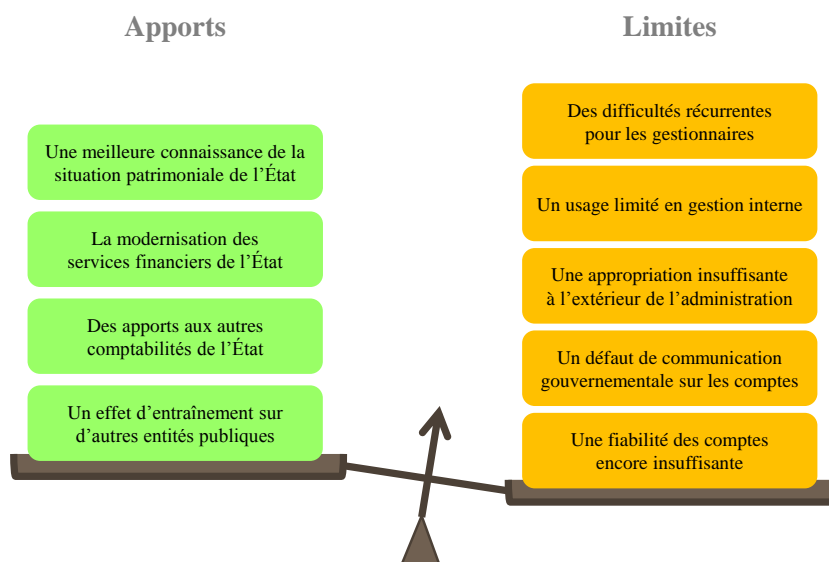 Apports
Une meilleure connaissance de la
situation patrimoniale de l’État
La modernisation des
services financiers de l’État
Des apports aux autres
comptabilités de l’État
Un effet d’entraînement sur
d’autres entités publiques
Limites
Des difficultés récurrentes
pour les gestionnaires
Un usage limité en gestion interne
Une appropriation insuffisante
à l’extérieur de l’administration
Un défaut de communication
gouvernementale sur les comptes
Une fiabilité des comptes
encore insuffisante